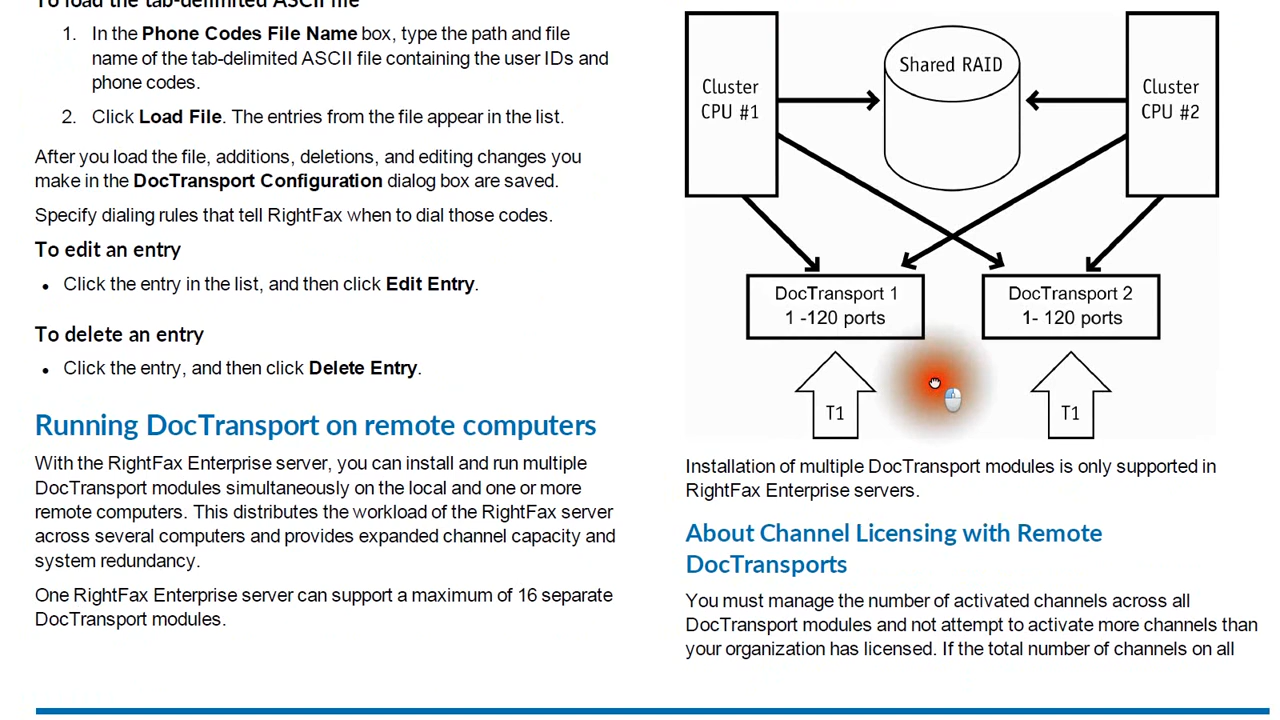 To load the tab-delimited ASCII file
1. In the Phone Codes File Name box, type the path and file
name of the tab-delimited ASCII file containing the user IDs and
phone codes.
2. Click Load File. The entries from the file appear in the list.
After you load the file, additions, deletions, and editing changes you
make in the DocTransport Configuration dialog box are saved.
Specify dialing rules that tell RightFax when to dial those codes.
To edit an entry
• Click the entry in the list, and then click Edit Entry.
To delete an entry
• Click the entry, and then click Delete Entry.
Running DocTransport on remote computers
With the RightFax Enterprise server, you can install and run multiple
DocTransport modules simultaneously on the local and one or more
remote computers. This distributes the workload of the RightFax server
across several computers and provides expanded channel capacity and
system redundancy.
One RightFax Enterprise server can support a maximum of 16 separate
DocTransport modules.
Cluster
CPU #1
Shared RAID
Cluster
CPU #2
DocTransport 1
1 -120 ports
DocTransport 2
1- 120 ports
T1
T1
Installation of multiple DocTransport modules is only supported in
RightFax Enterprise servers.
About Channel Licensing with Remote
DocTransports
You must manage the number of activated channels across all
DocTransport modules and not attempt to activate more channels than
your organization has licensed. If the total number of channels on all